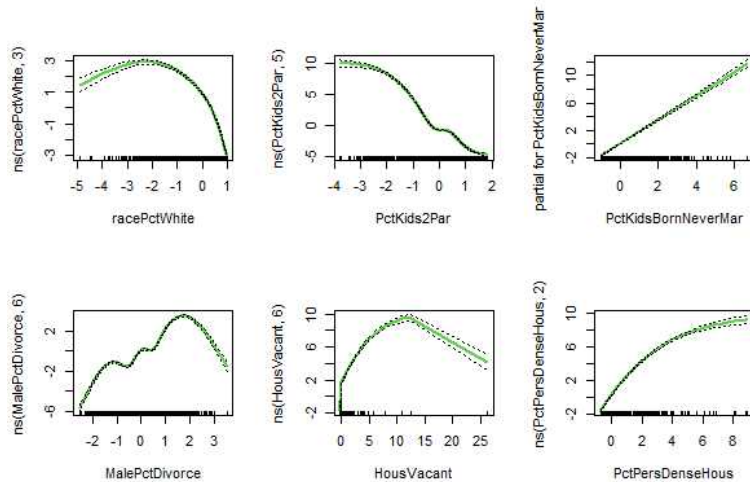 ns(racePctWhite, 3)
3
1
-1
-3
-5 -4 -3 -2 -1 0 1
racePctWhite
ns(PctKids2Par, 5)
10
5
0
-5
-4 -3 -2 -1 0 1 2
PctKids2Par
partial for PctKidsBornNeverMar
10
6
2
-2
0 2 4 6
PctKidsBornNeverMar
ns(MalePctDivorce, 6)
2
-2
-6
-2 -1 0 1 2 3
MalePctDivorce
ns(HousVacant, 6)
10
6
2
-2
0 5 10 15 20 25
HousVacant
ns(PctPersDenseHous, 2)
10
6
2
-2
0 2 4 6 8
PctPersDenseHous